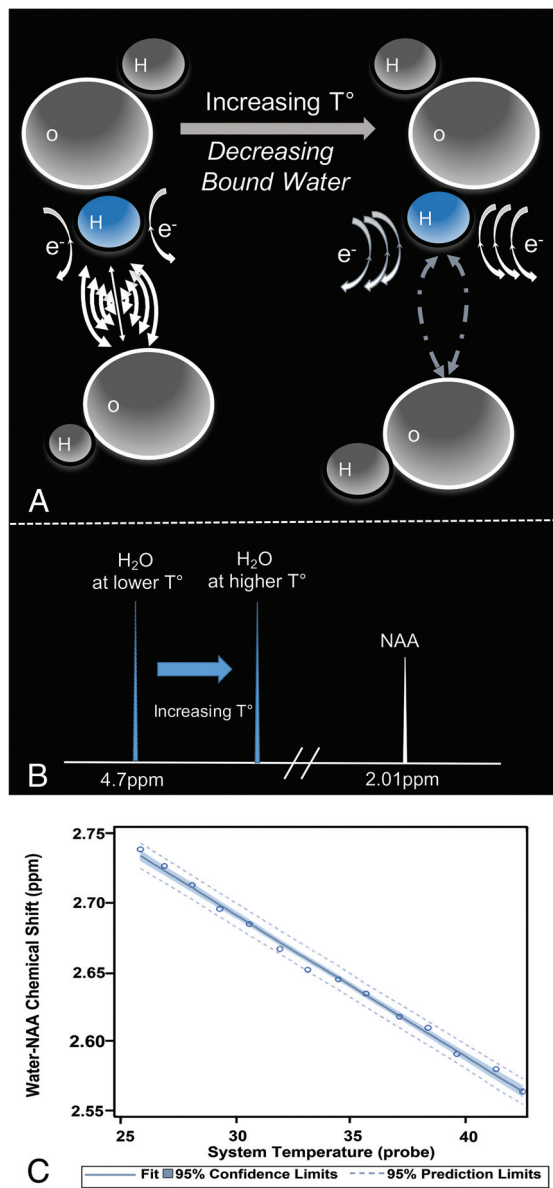 H
H
Increasing T°
O
O
Decreasing
Bound Water
H
H
e-
e-
e-
e-
O
O
H
H
A
H2O
at lower T°
H2O
at higher T°
NAA
Increasing T°
B
4.7ppm
2.01ppm
2.75
2.70
2.65
2.60
2.55
Water-NAA Chemical Shift (ppm)
25
30
35
40
System Temperature (probe)
C
Fit 95% Confidence Limits 95% Prediction Limits